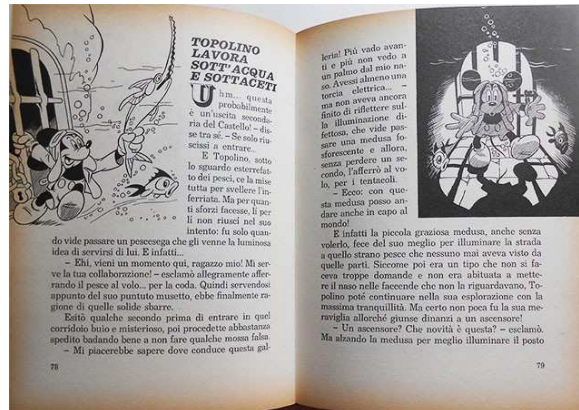 TOPOLINO
LAVORA
SOTT'ACQUA
E SOTTACETI
Uhm... questa
probabilmente
è un'uscita seconda-
ria del Castello! – dis-
se tra sé. – Se solo riu-
scissi a entrare...
E Topolino, sotto
lo sguardo esterrefat-
to dei pesci, ce la mise
tutta per svellere l'in-
ferriata. Ma per quan-
ti sforzi facesse, lì per
lì non riuscì nel suo
intento: fu solo quan-
do vide passare un pescesega che gli venne la luminosa
idea di servirsi di lui. E infatti...
– Ehi, vieni un momento qui, ragazzo mio! Mi ser-
ve la tua collaborazione! – esclamò allegramente affer-
rando il pesce al volo... per la coda. Quindi servendosi
appunto del suo puntuto musetto, ebbe finalmente ra-
gione di quelle solide sbarre.
Esitò qualche secondo prima di entrare in quel
corridoio buio e misterioso, poi procedette abbastanza
spedito badando bene a non fare qualche mossa falsa.
– Mi piacerebbe sapere dove conduce questa gal-
78
leria! Più vado avan-
ti e più non vedo a
un palmo dal mio na-
so. Avessi almeno una
torcia elettrica... –
ma non aveva ancora
finito di riflettere sul-
la illuminazione di-
fettosa, che vide pas-
sare una medusa fo-
sforescente e allora,
senza perdere un se-
condo, l'afferrò al vo-
lo, per i tentacoli.
– Ecco: con que-
sta medusa posso an-
dare anche in capo al
mondo!
E infatti la piccola graziosa medusa, anche senza
volerlo, fece del suo meglio per illuminare la strada
a quello strano pesce che nessuno mai aveva visto da
quelle parti. Siccome poi era un tipo che non si fa-
ceva troppe domande e non era abituata a mette-
re il naso nelle faccende che non la riguardavano, Topolino
poté continuare nella sua esplorazione con la
massima tranquillità. Ma certo non poca fu la sua me-
raviglia allorché giunse dinanzi a un ascensore!
– Un ascensore? Che novità è questa? – esclamò.
Ma alzando la medusa per meglio illuminare il posto
79